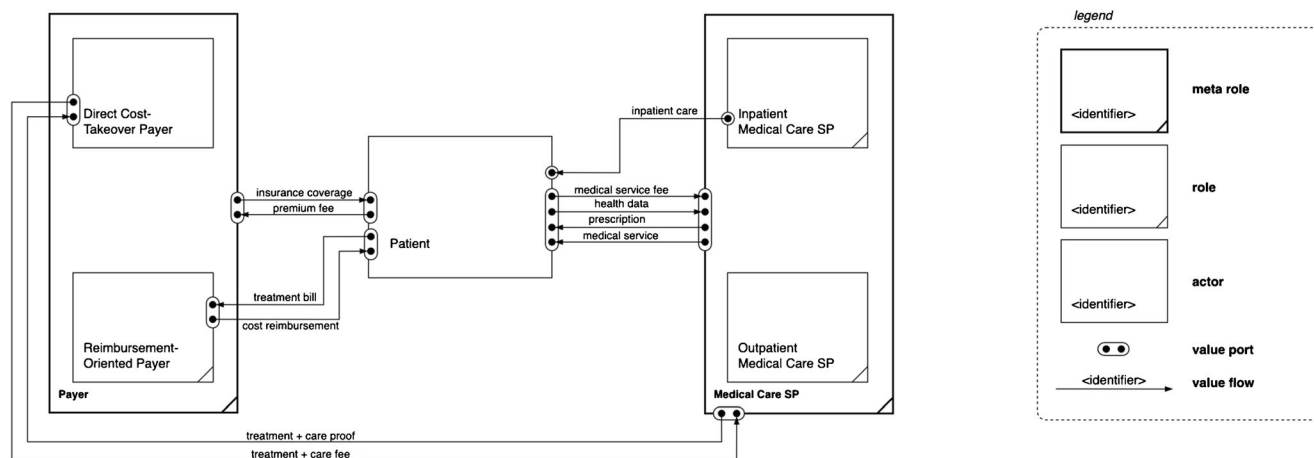 legend
Direct Cost-
Takeover Payer
inpatient care
Inpatient
Medical Care SP
<identifier>
meta role
insurance coverage
premium fee
medical service fee
health data
prescription
medical service
Patient
<identifier>
role
treatment bill
cost reimbursement
<identifier>
actor
Reimbursement-
Oriented Payer
Outpatient
Medical Care SP
value port
<identifier>
value flow
Payer
Medical Care SP
treatment + care proof
treatment + care fee